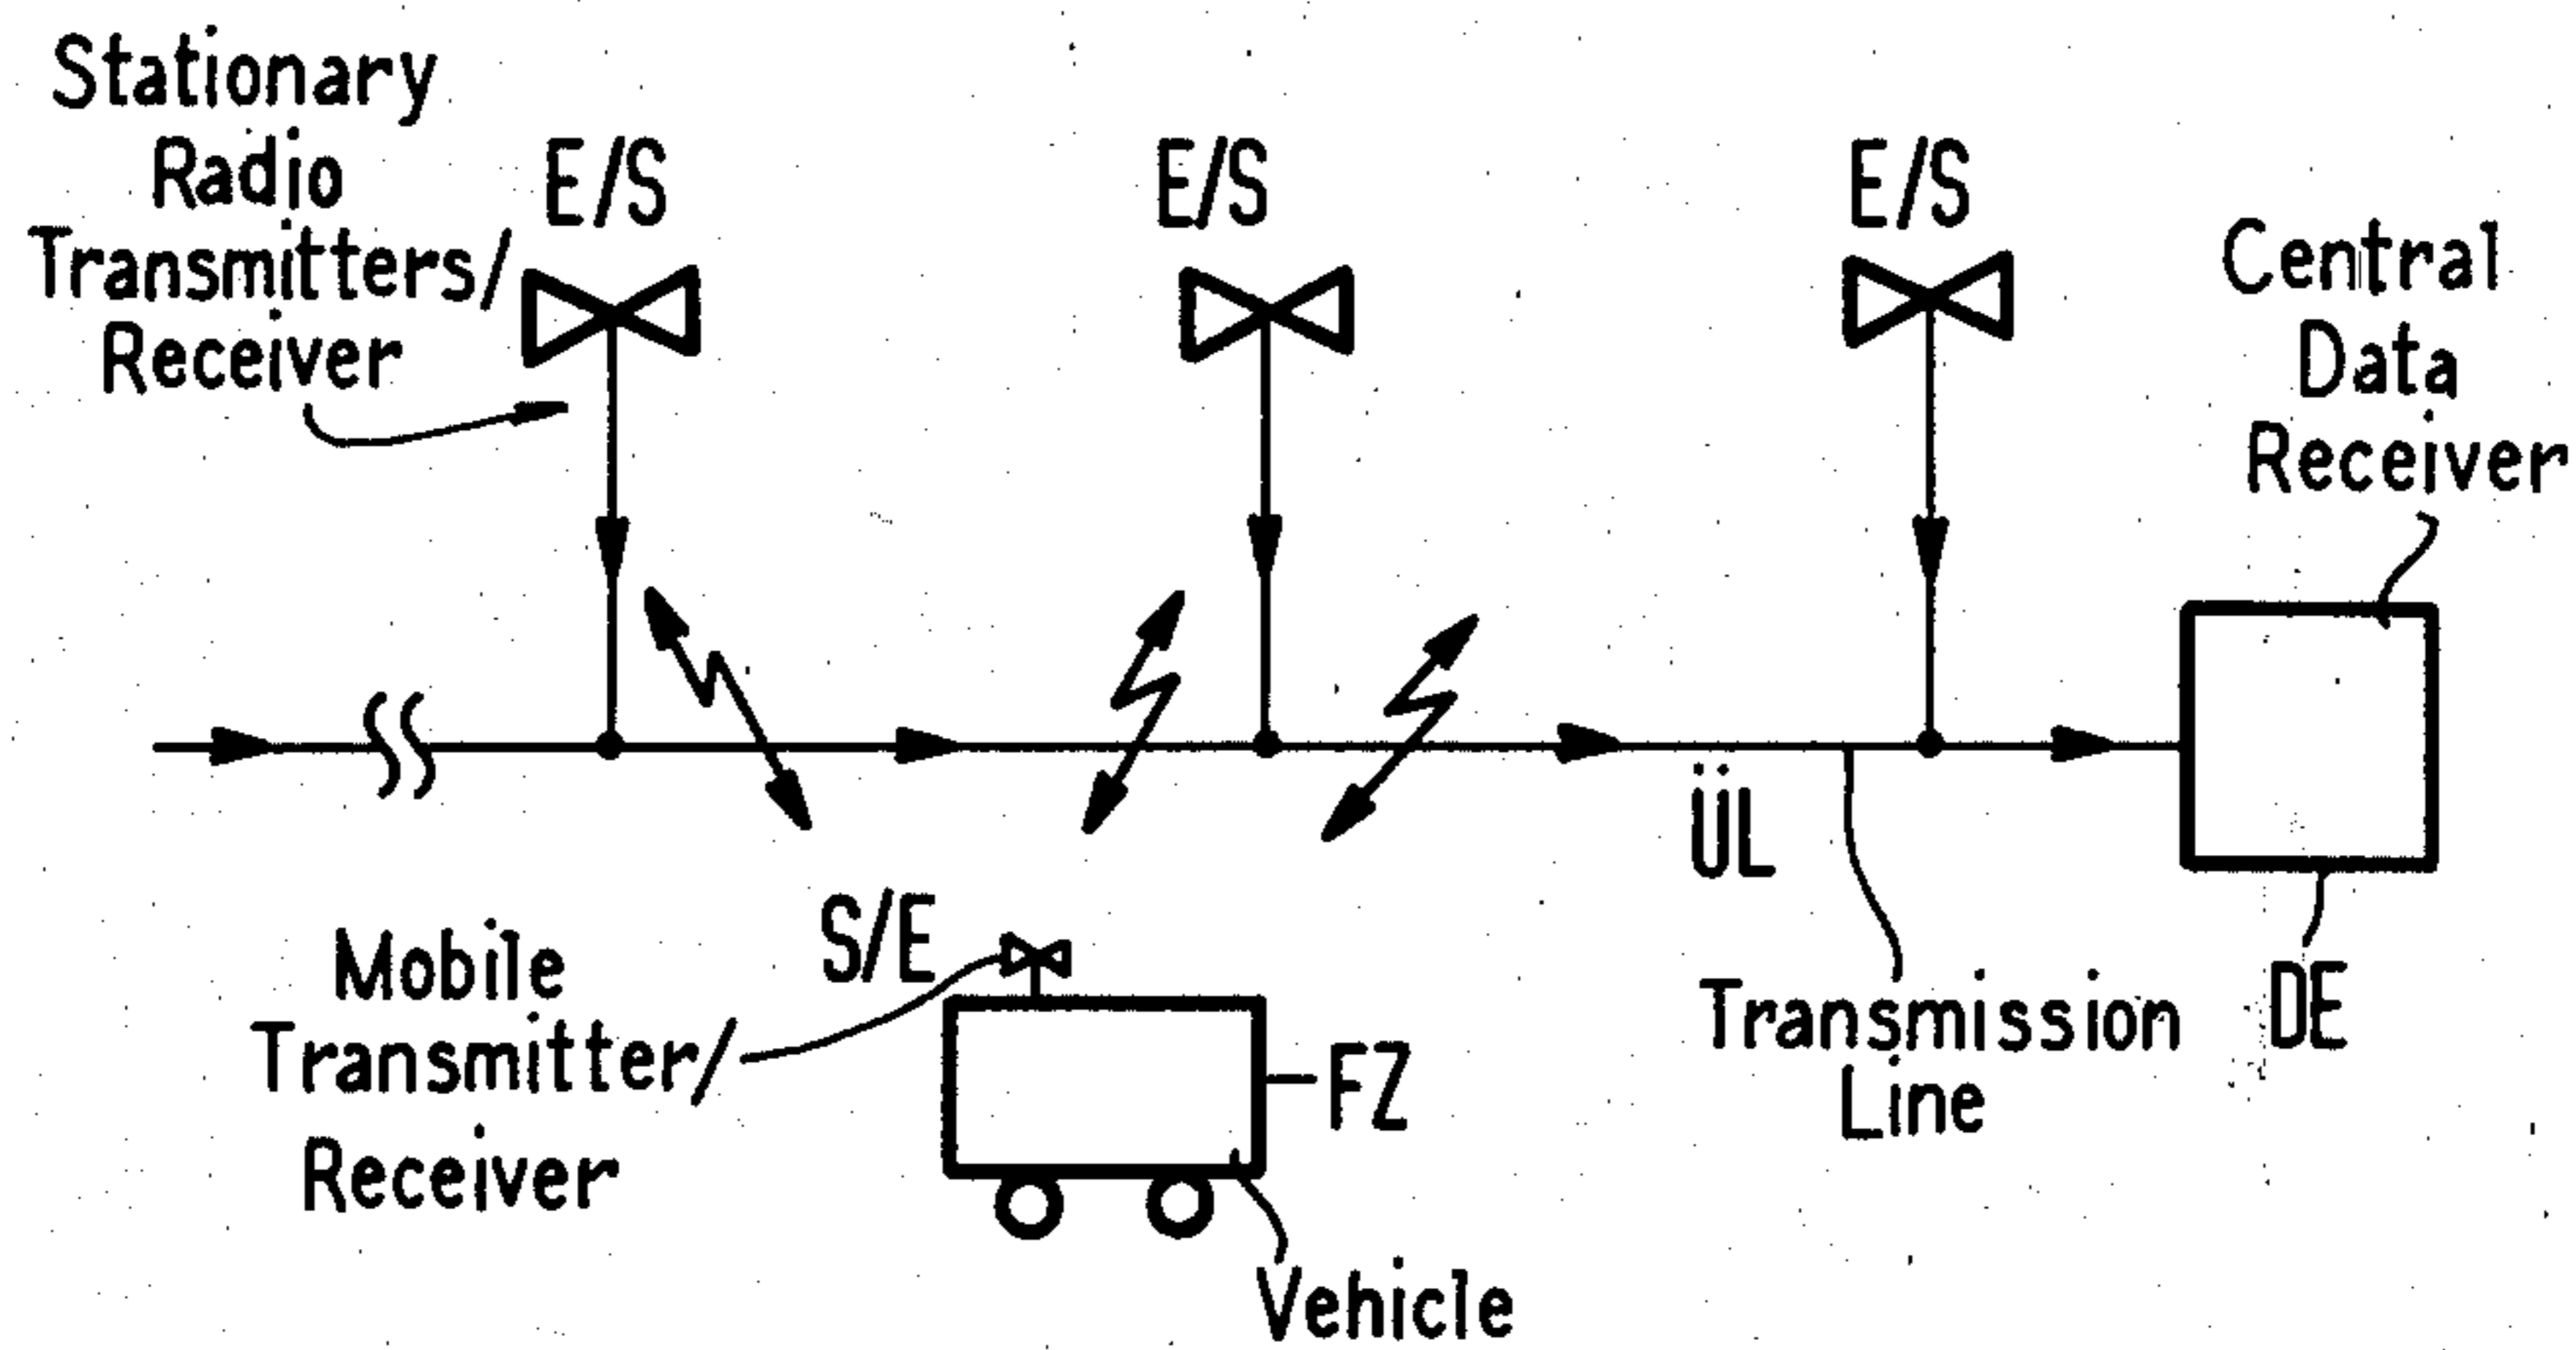 Stationary
Radio
Transmitters/
Receiver
E/S
E/S
E/S
Central
Data
Receiver
ÜL
Transmission
Line
DE
S/E
Mobile
Transmitter/
Receiver
FZ
Vehicle